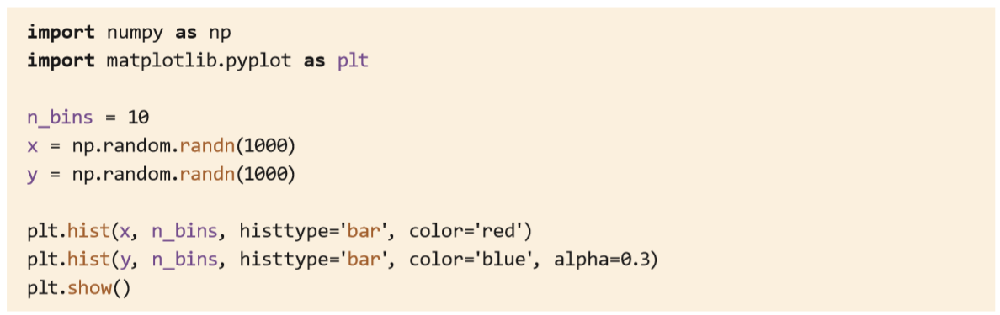 import numpy as np
import matplotlib.pyplot as plt
n_bins = 10
x = np.random.randn(1000)
y = np.random.randn(1000)
plt.hist(x, n_bins, histtype='bar', color='red')
plt.hist(y, n_bins, histtype='bar', color='blue', alpha=0.3)
plt.show()